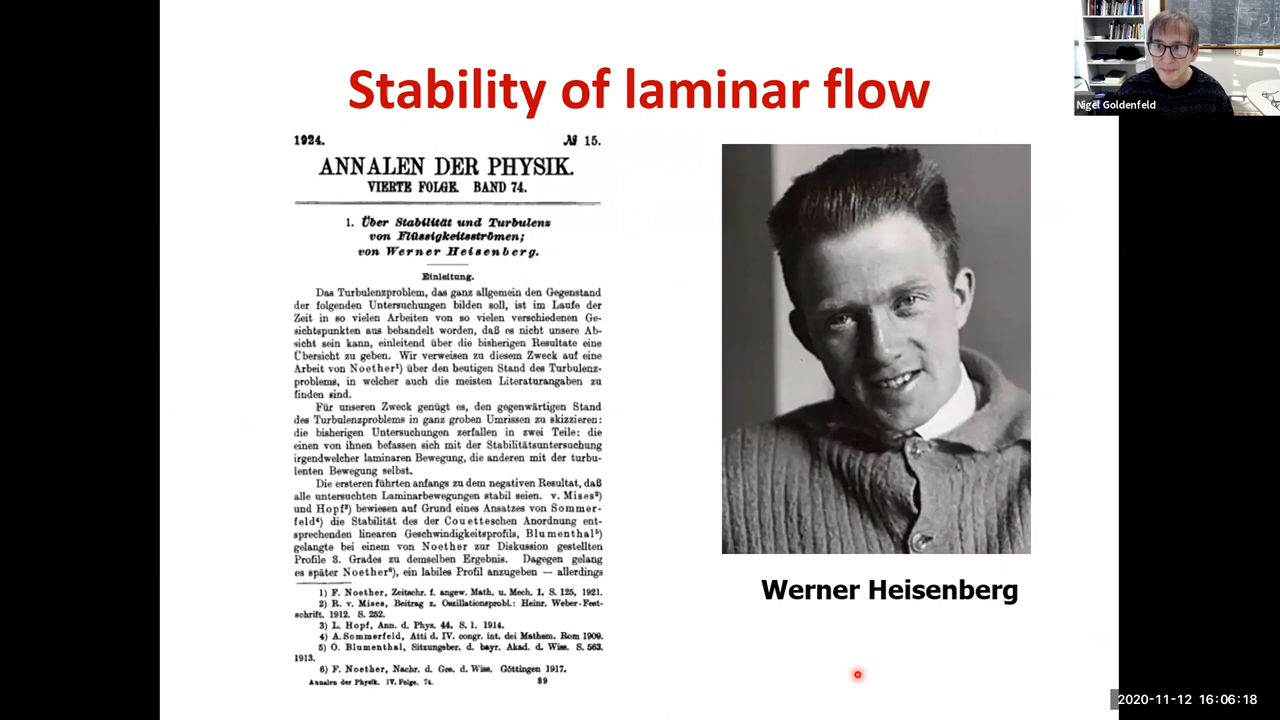 Stability of laminar flow
Nigel Goldenfeld
1924. № 15.
ANNALEN DER PHYSIK.
VIERTE FOLGE. BAND 74.
1. Über Stabilität und Turbulenz
von Flüssigkeitsströmen;
von Werner Heisenberg.
Einleitung.
Das Turbulenzproblem, das ganz allgemein den Gegenstand
der folgenden Untersuchungen bilden soll, ist im Laufe der
Zeit in so vielen Arbeiten von so vielen verschiedenen Ge-
sichtspunkten aus behandelt worden, daß es nicht unsere Ab-
sicht sein kann, einleitend über die bisherigen Resultate eine
Übersicht zu geben. Wir verweisen zu diesem Zweck auf eine
Arbeit von Noether¹) über den heutigen Stand des Turbulenz-
problems, in welcher auch die meisten Literaturangaben zu
finden sind.
Für unseren Zweck genügt es, den gegenwärtigen Stand
des Turbulenzproblems in ganz groben Umrissen zu skizzieren:
die bisherigen Untersuchungen zerfallen in zwei Teile: die
einen von ihnen befassen sich mit der Stabilitätsuntersuchung
irgendwelcher laminaren Bewegung, die anderen mit der turbu-
lenten Bewegung selbst.
Die ersteren führten anfangs zu dem negativen Resultat, daß
alle untersuchten Laminarbewegungen stabil seien. v. Mises²)
und Hopf³) bewiesen auf Grund eines Ansatzes von Sommer-
feld⁴) die Stabilität des der Couetteschen Anordnung ent-
sprechenden linearen Geschwindigkeitsprofils, Blumenthal⁵)
gelangte bei einem von Noether zur Diskussion gestellten
Profile 3. Grades zu demselben Ergebnis. Dagegen gelang
es später Noether⁶), ein labiles Profil anzugeben — allerdings
1) F. Noether, Zeitschr. f. angew. Math. u. Mech. 1, S. 125, 1921.
2) R. v. Mises, Beitrag z. Oszillationsprobl.: Heinr. Weber-Fest-
schrift. 1912. S. 252.
3) L. Hopf, Ann. d. Phys. 44, S. 1. 1914.
4) A. Sommerfeld, Atti d. IV. congr. int. dei Mathem. Rom 1909.
5) O. Blumenthal, Sitzungsber. d. bayr. Akad. d. Wiss. S. 563.
1913.
6) F. Noether, Nachr. d. Ges. d. Wiss. Göttingen 1917.
Annalen der Physik. IV. Folge. 74. 39
Werner Heisenberg
2020-11-12 16:06:18